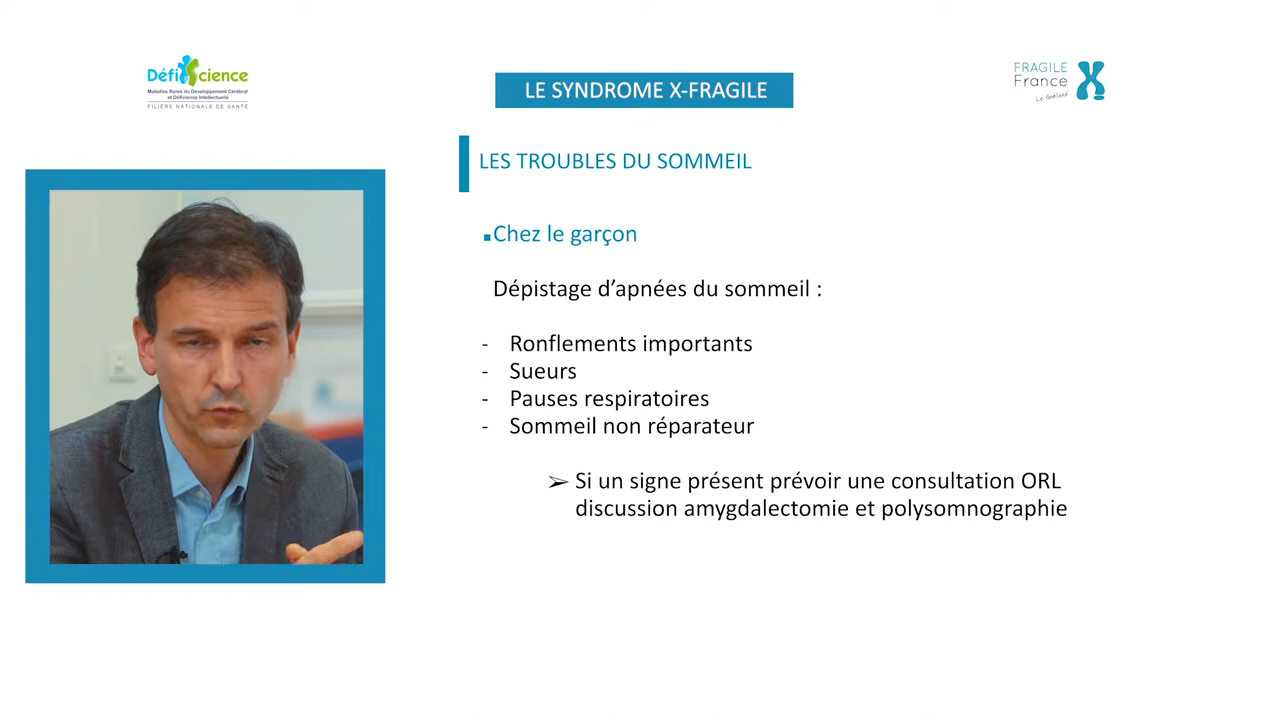 DéfiScience
Maladies Rares du Développement Cérébral
et Déficience Intellectuelle
FILIÈRE NATIONALE DE SANTÉ
LE SYNDROME X-FRAGILE
FRAGILE
France
Le Goéland
LES TROUBLES DU SOMMEIL
▪Chez le garçon
Dépistage d’apnées du sommeil :
- Ronflements importants
- Sueurs
- Pauses respiratoires
- Sommeil non réparateur
➢ Si un signe présent prévoir une consultation ORL
discussion amygdalectomie et polysomnographie